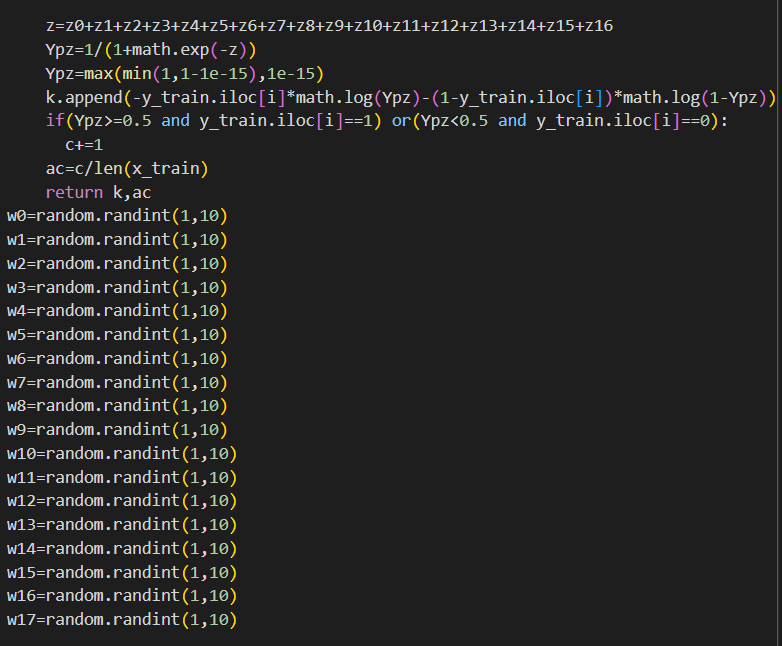 z=z0+z1+z2+z3+z4+z5+z6+z7+z8+z9+z10+z11+z12+z13+z14+z15+z16
Ypz=1/(1+math.exp(-z))
Ypz=max(min(1,1-1e-15),1e-15)
k.append(-y_train.iloc[i]*math.log(Ypz)-(1-y_train.iloc[i])*math.log(1-Ypz))
if(Ypz>=0.5 and y_train.iloc[i]==1) or(Ypz<0.5 and y_train.iloc[i]==0):
c+=1
ac=c/len(x_train)
return k,ac
w0=random.randint(1,10)
w1=random.randint(1,10)
w2=random.randint(1,10)
w3=random.randint(1,10)
w4=random.randint(1,10)
w5=random.randint(1,10)
w6=random.randint(1,10)
w7=random.randint(1,10)
w8=random.randint(1,10)
w9=random.randint(1,10)
w10=random.randint(1,10)
w11=random.randint(1,10)
w12=random.randint(1,10)
w13=random.randint(1,10)
w14=random.randint(1,10)
w15=random.randint(1,10)
w16=random.randint(1,10)
w17=random.randint(1,10)